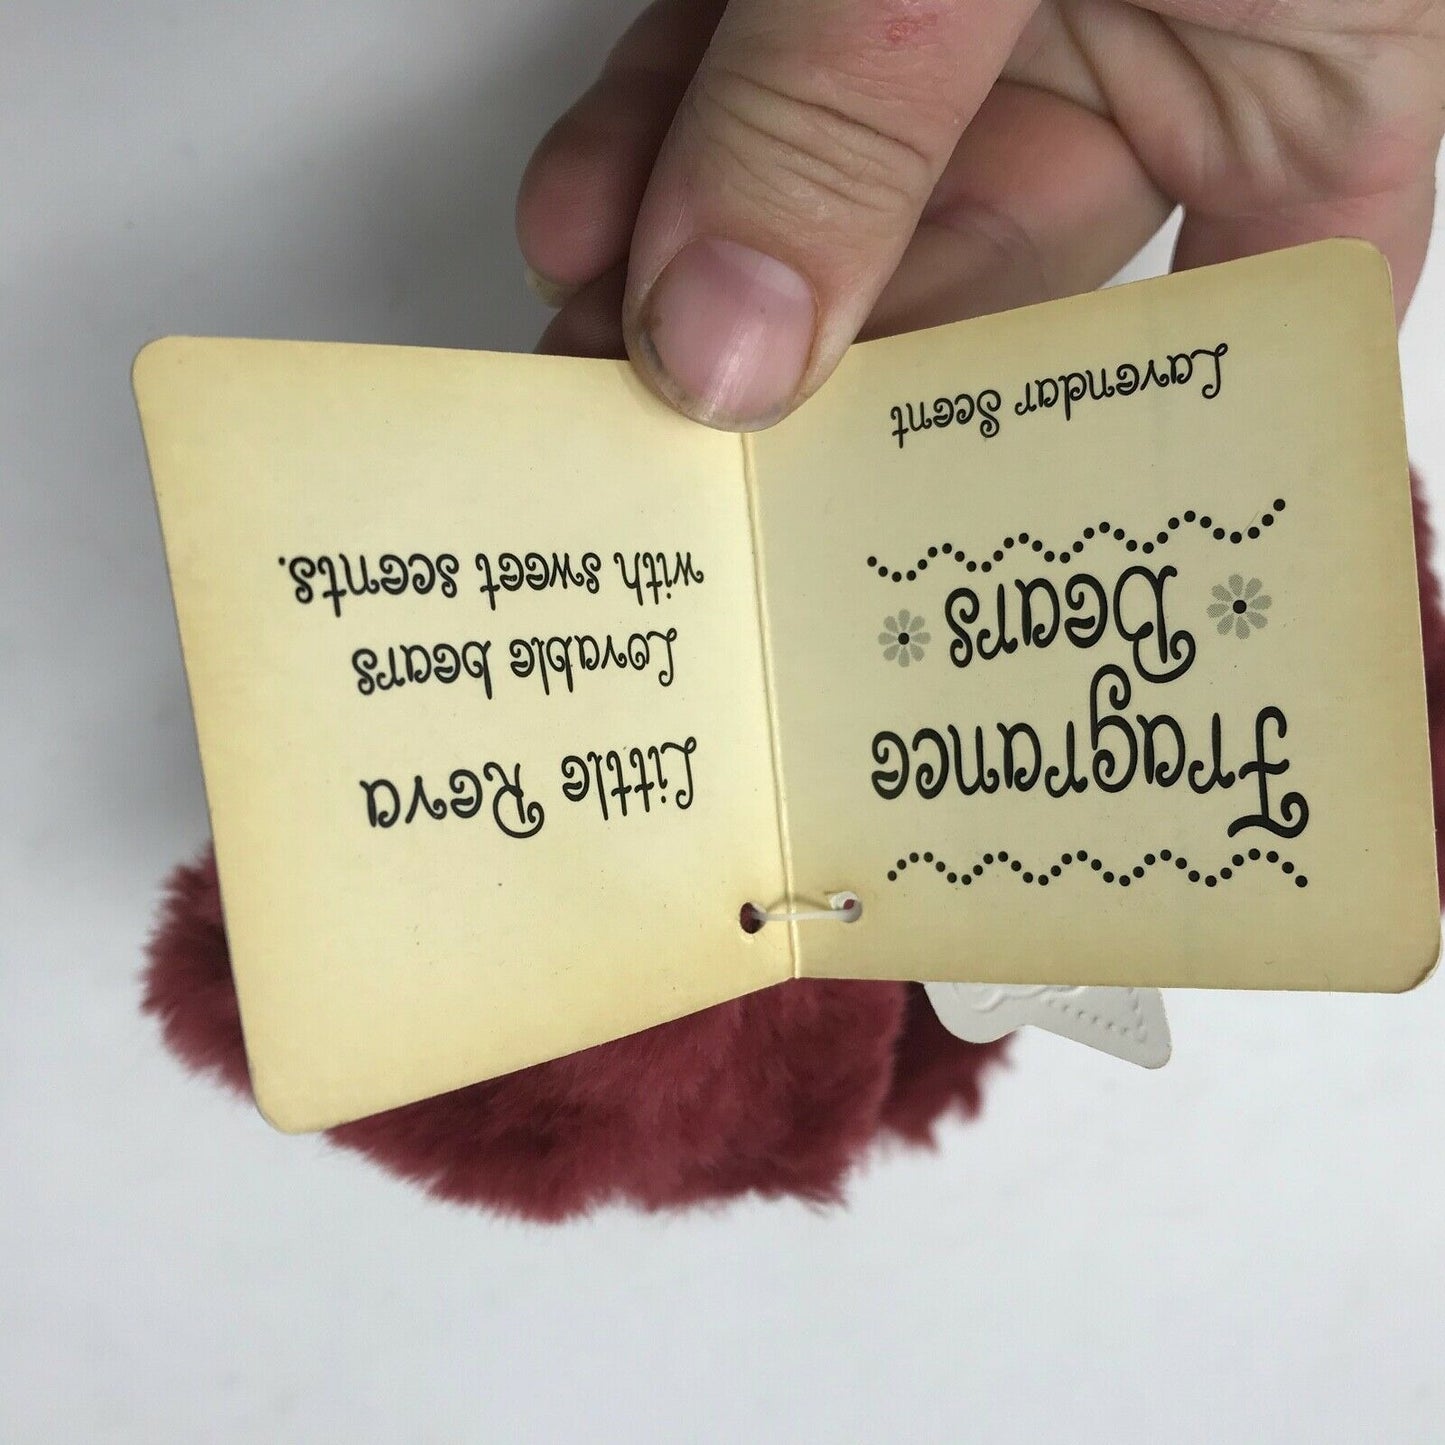 Fragrance
Bears
Lavendar Scent
Little Reva
Lovable bears
with sweet scents.